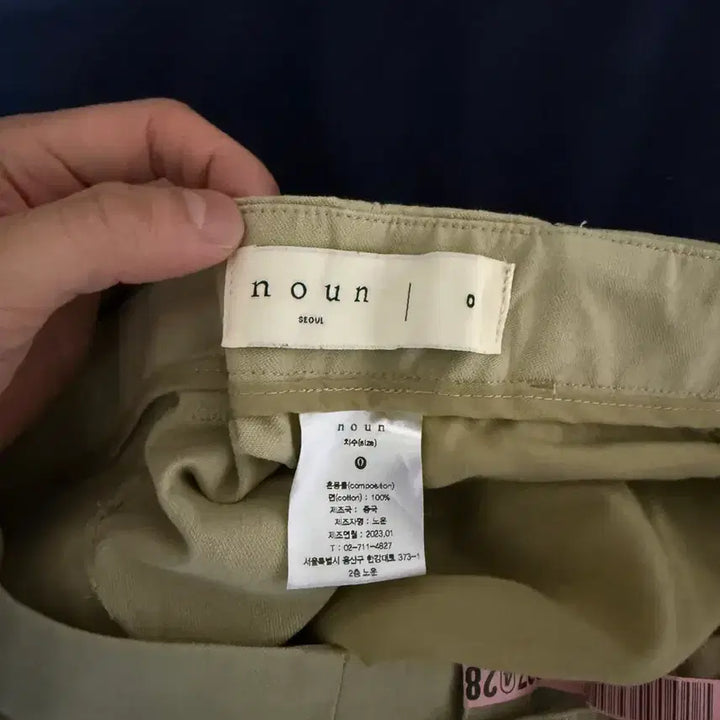 noun | 0
SEOUL
noun
치수(size)
0
혼용률(composition)
면(cotton) : 100%
제조국 : 중국
제조자명 : 노운
제조연월 : 2023.01
T : 02-711-4827
서울특별시 용산구 한강대로 373-1
2층 노운
28